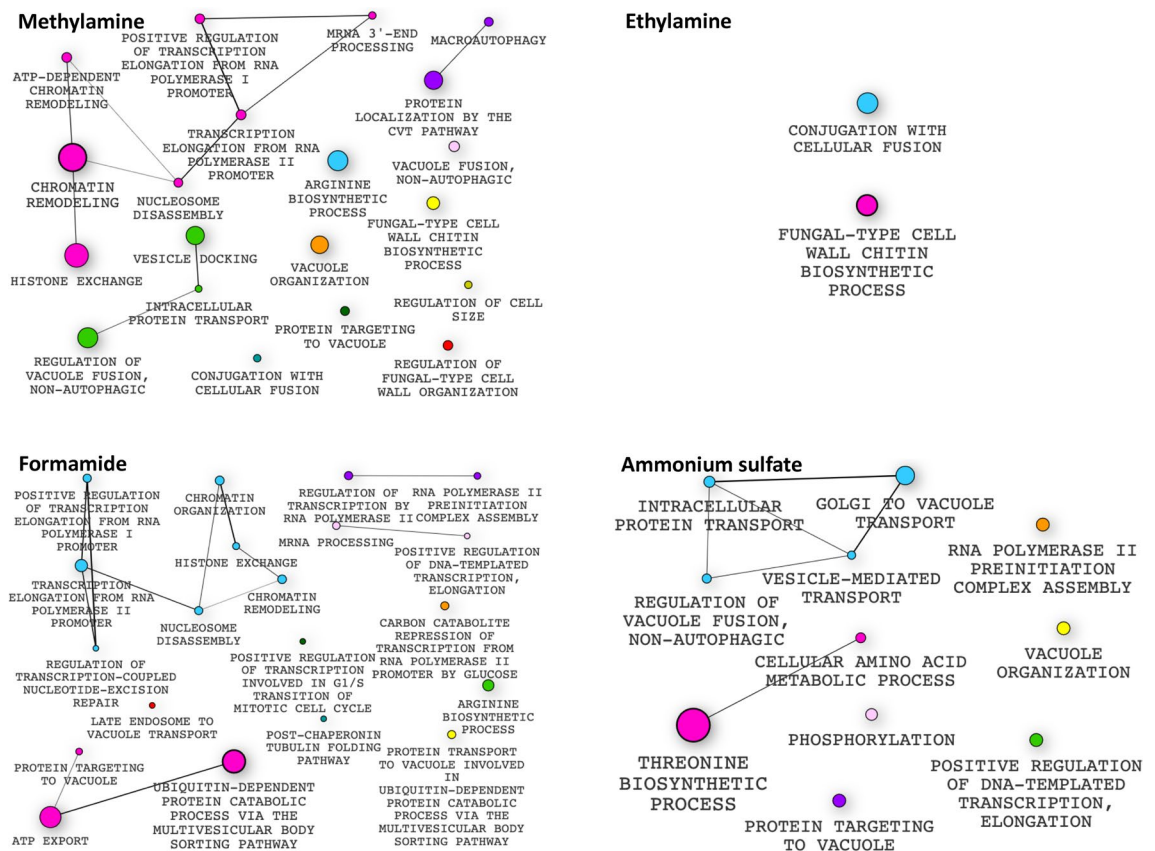 Methylamine
POSITIVE REGULATION
OF TRANSCRIPTION
ELONGATION FROM RNA
POLYMERASE I
PROMOTER
MRNA 3'-END
PROCESSING
MACROAUTOPHAGY
ATP-DEPENDENT
CHROMATIN
REMODELING
PROTEIN
LOCALIZATION BY THE
CVT PATHWAY
TRANSCRIPTION
ELONGATION FROM RNA
POLYMERASE II
PROMOTER
VACUOLE FUSION,
NON-AUTOPHAGIC
CHROMATIN
REMODELING
NUCLEOSOME
DISASSEMBLY
ARGININE
BIOSYNTHETIC
PROCESS
FUNGAL-TYPE CELL
WALL CHITIN
BIOSYNTHETIC
PROCESS
HISTONE EXCHANGE
VESICLE DOCKING
VACUOLE
ORGANIZATION
INTRACELLULAR
PROTEIN TRANSPORT
REGULATION OF CELL
SIZE
PROTEIN TARGETING
TO VACUOLE
REGULATION OF
VACUOLE FUSION,
NON-AUTOPHAGIC
CONJUGATION WITH
CELLULAR FUSION
REGULATION OF
FUNGAL-TYPE CELL
WALL ORGANIZATION
Ethylamine
CONJUGATION WITH
CELLULAR FUSION
FUNGAL-TYPE CELL
WALL CHITIN
BIOSYNTHETIC
PROCESS
Formamide
POSITIVE REGULATION
OF TRANSCRIPTION
ELONGATION FROM RNA
POLYMERASE I
PROMOTER
CHROMATIN
ORGANIZATION
REGULATION OF
TRANSCRIPTION BY
RNA POLYMERASE II
RNA POLYMERASE II
PREINITIATION
COMPLEX ASSEMBLY
MRNA PROCESSING
HISTONE EXCHANGE
POSITIVE REGULATION
OF DNA-TEMPLATED
TRANSCRIPTION,
ELONGATION
TRANSCRIPTION
ELONGATION FROM RNA
POLYMERASE II
PROMOTER
CHROMATIN
REMODELING
NUCLEOSOME
DISASSEMBLY
CARBON CATABOLITE
REPRESSION OF
TRANSCRIPTION FROM
RNA POLYMERASE II
PROMOTER BY GLUCOSE
REGULATION OF
TRANSCRIPTION-COUPLED
NUCLEOTIDE-EXCISION
REPAIR
POSITIVE REGULATION
OF TRANSCRIPTION
INVOLVED IN G1/S
TRANSITION OF
MITOTIC CELL CYCLE
ARGININE
BIOSYNTHETIC
PROCESS
LATE ENDOSOME TO
VACUOLE TRANSPORT
POST-CHAPERONIN
TUBULIN FOLDING
PATHWAY
PROTEIN TRANSPORT
TO VACUOLE INVOLVED
IN
UBIQUITIN-DEPENDENT
PROTEIN CATABOLIC
PROCESS VIA THE
MULTIVESICULAR BODY
SORTING PATHWAY
PROTEIN TARGETING
TO VACUOLE
UBIQUITIN-DEPENDENT
PROTEIN CATABOLIC
PROCESS VIA THE
MULTIVESICULAR BODY
SORTING PATHWAY
ATP EXPORT
Ammonium sulfate
INTRACELLULAR
PROTEIN TRANSPORT
GOLGI TO VACUOLE
TRANSPORT
RNA POLYMERASE II
PREINITIATION
COMPLEX ASSEMBLY
VESICLE-MEDIATED
TRANSPORT
REGULATION OF
VACUOLE FUSION,
NON-AUTOPHAGIC
VACUOLE
ORGANIZATION
CELLULAR AMINO ACID
METABOLIC PROCESS
PHOSPHORYLATION
THREONINE
BIOSYNTHETIC
PROCESS
POSITIVE REGULATION
OF DNA-TEMPLATED
TRANSCRIPTION,
ELONGATION
PROTEIN TARGETING
TO VACUOLE